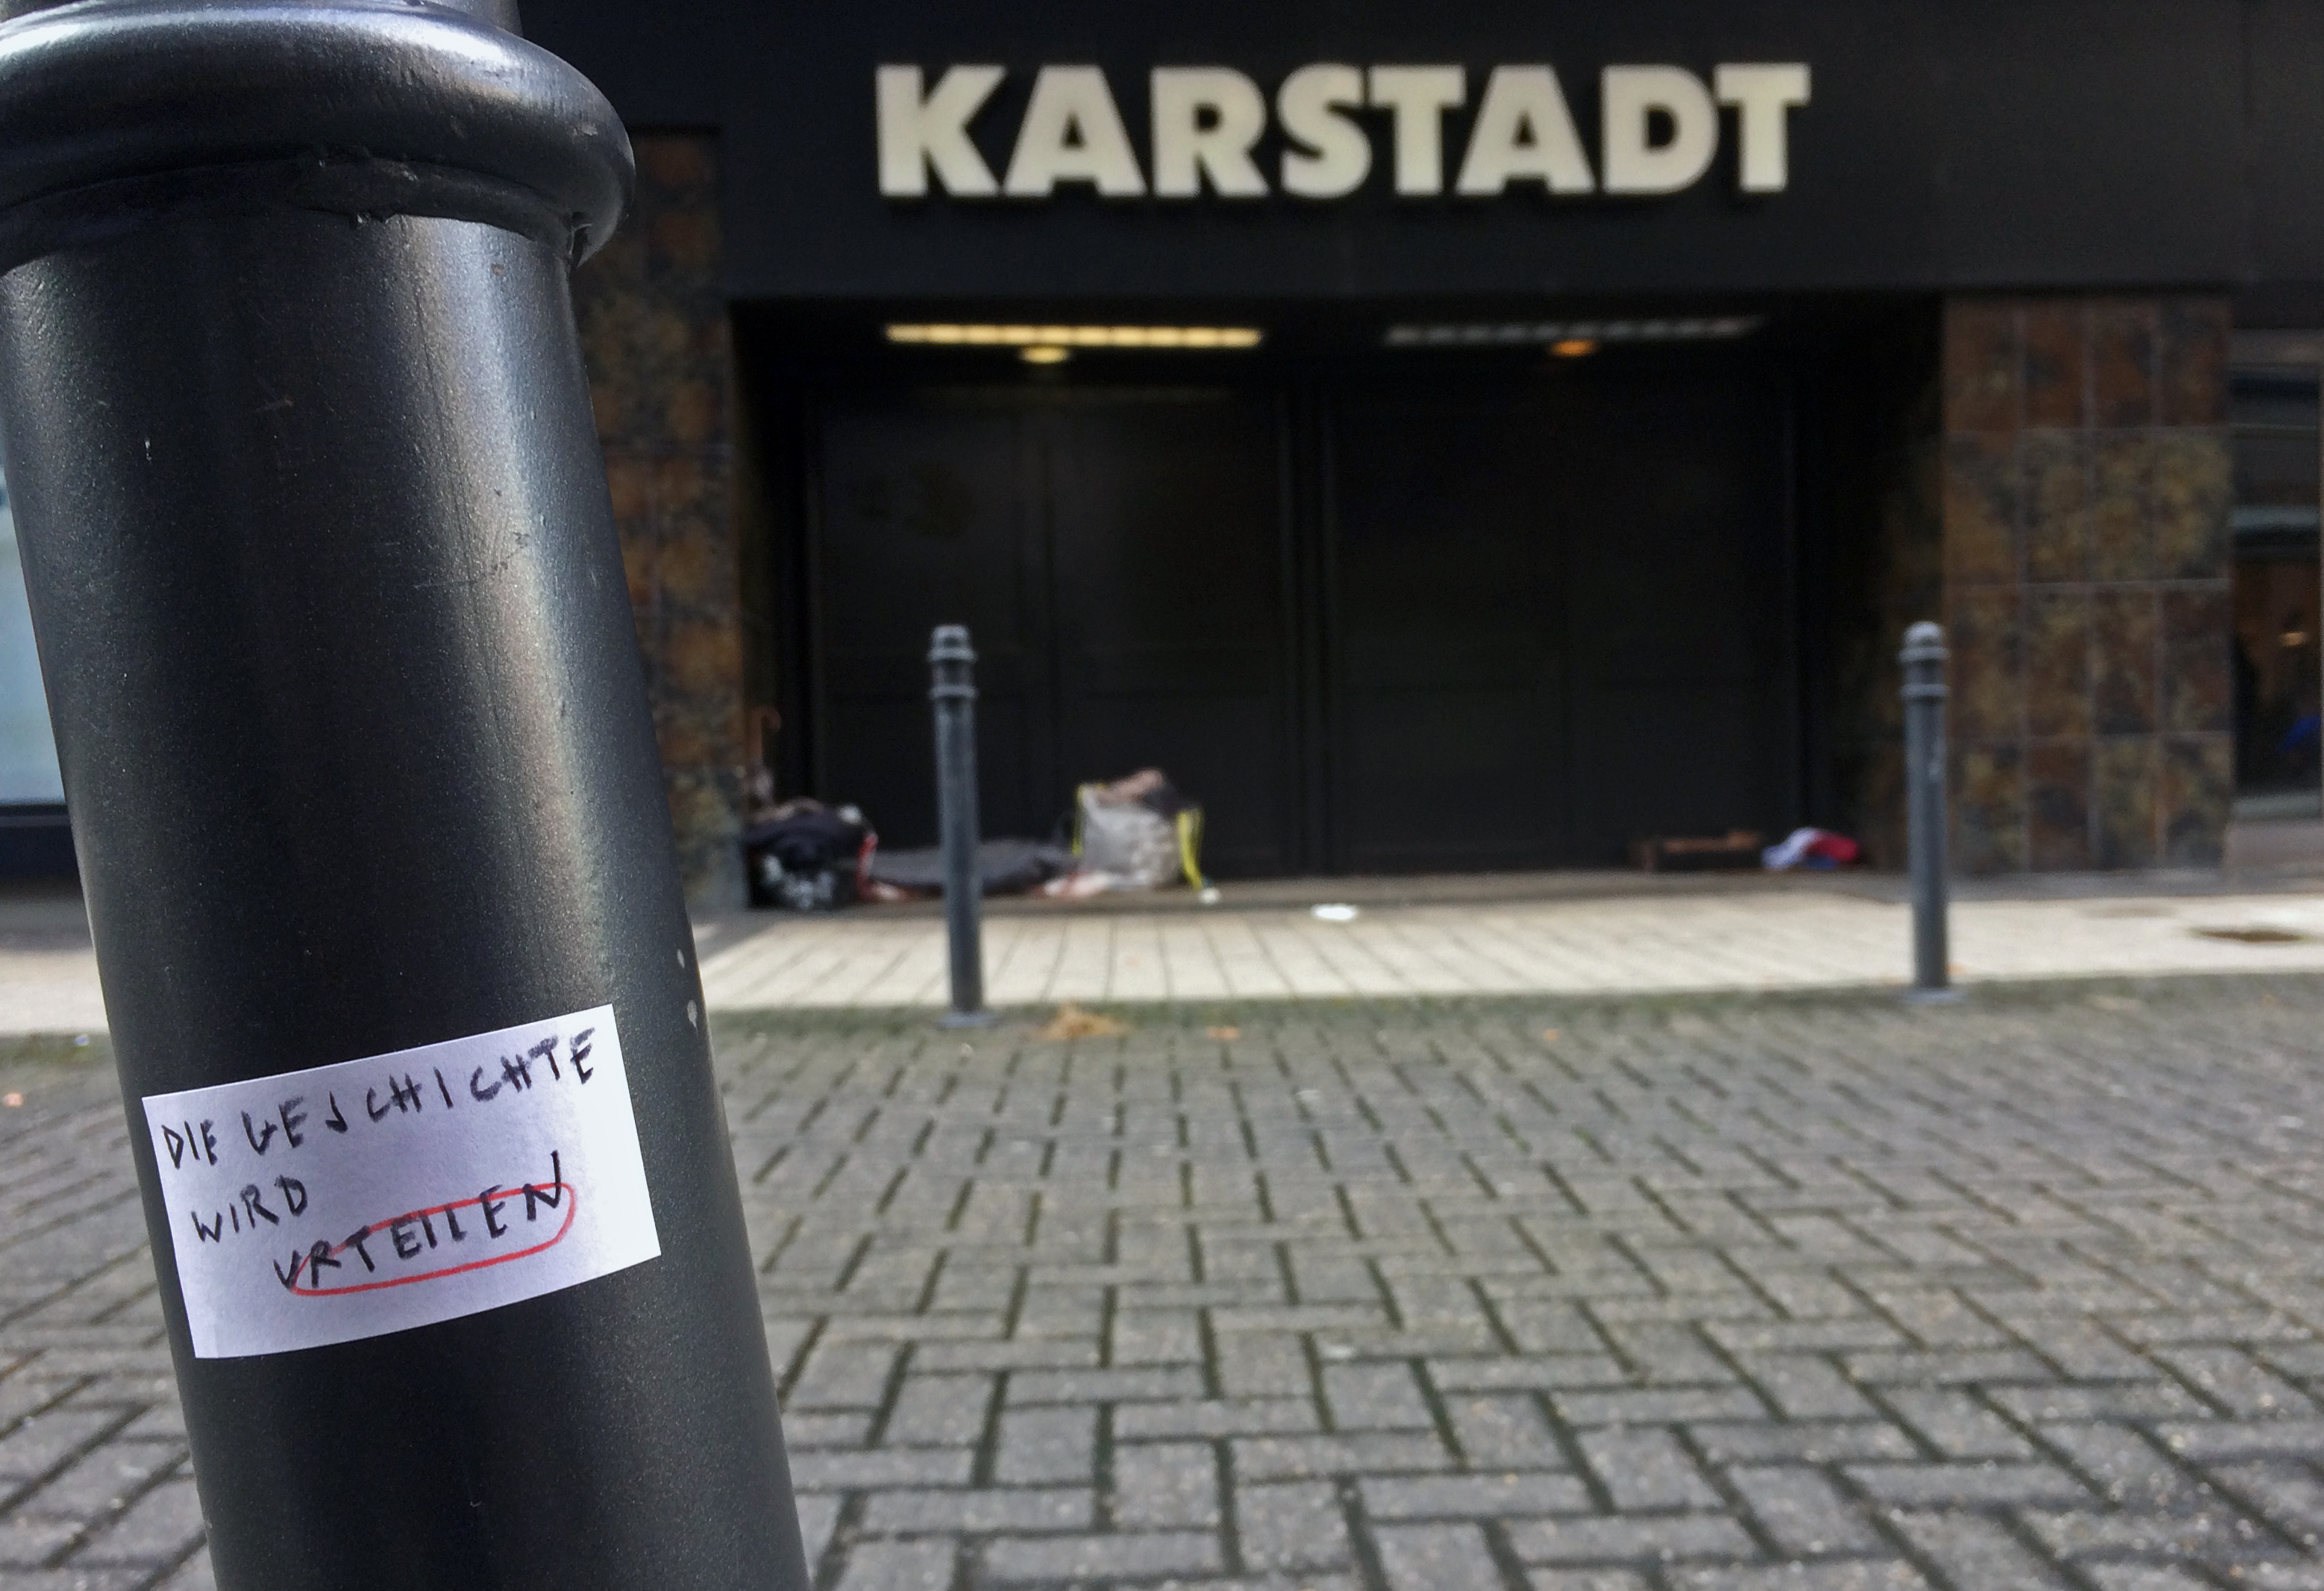 KARSTADT
DIE GESCHICHTE
WIRD
URTEILEN